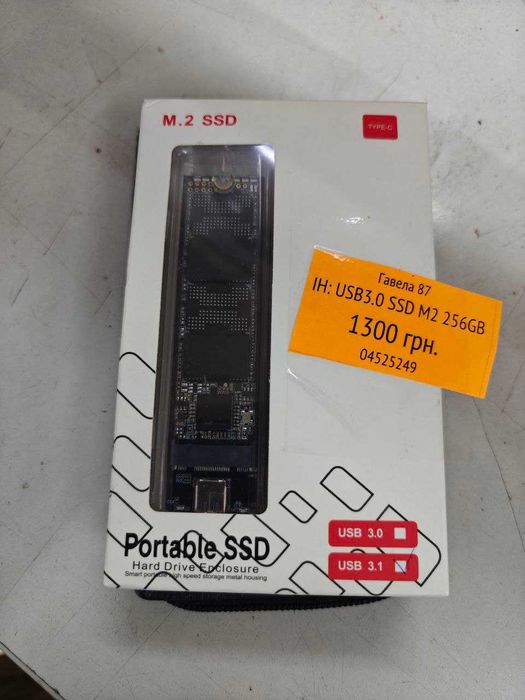 M.2 SSD
TYPE-C
Гавела 87
ІН: USB3.0 SSD M2 256GB
1300 грн.
04525249
USB 3.0
USB 3.1
Portable SSD
Hard Drive Enclosure
Smart portable high speed storage metal housing